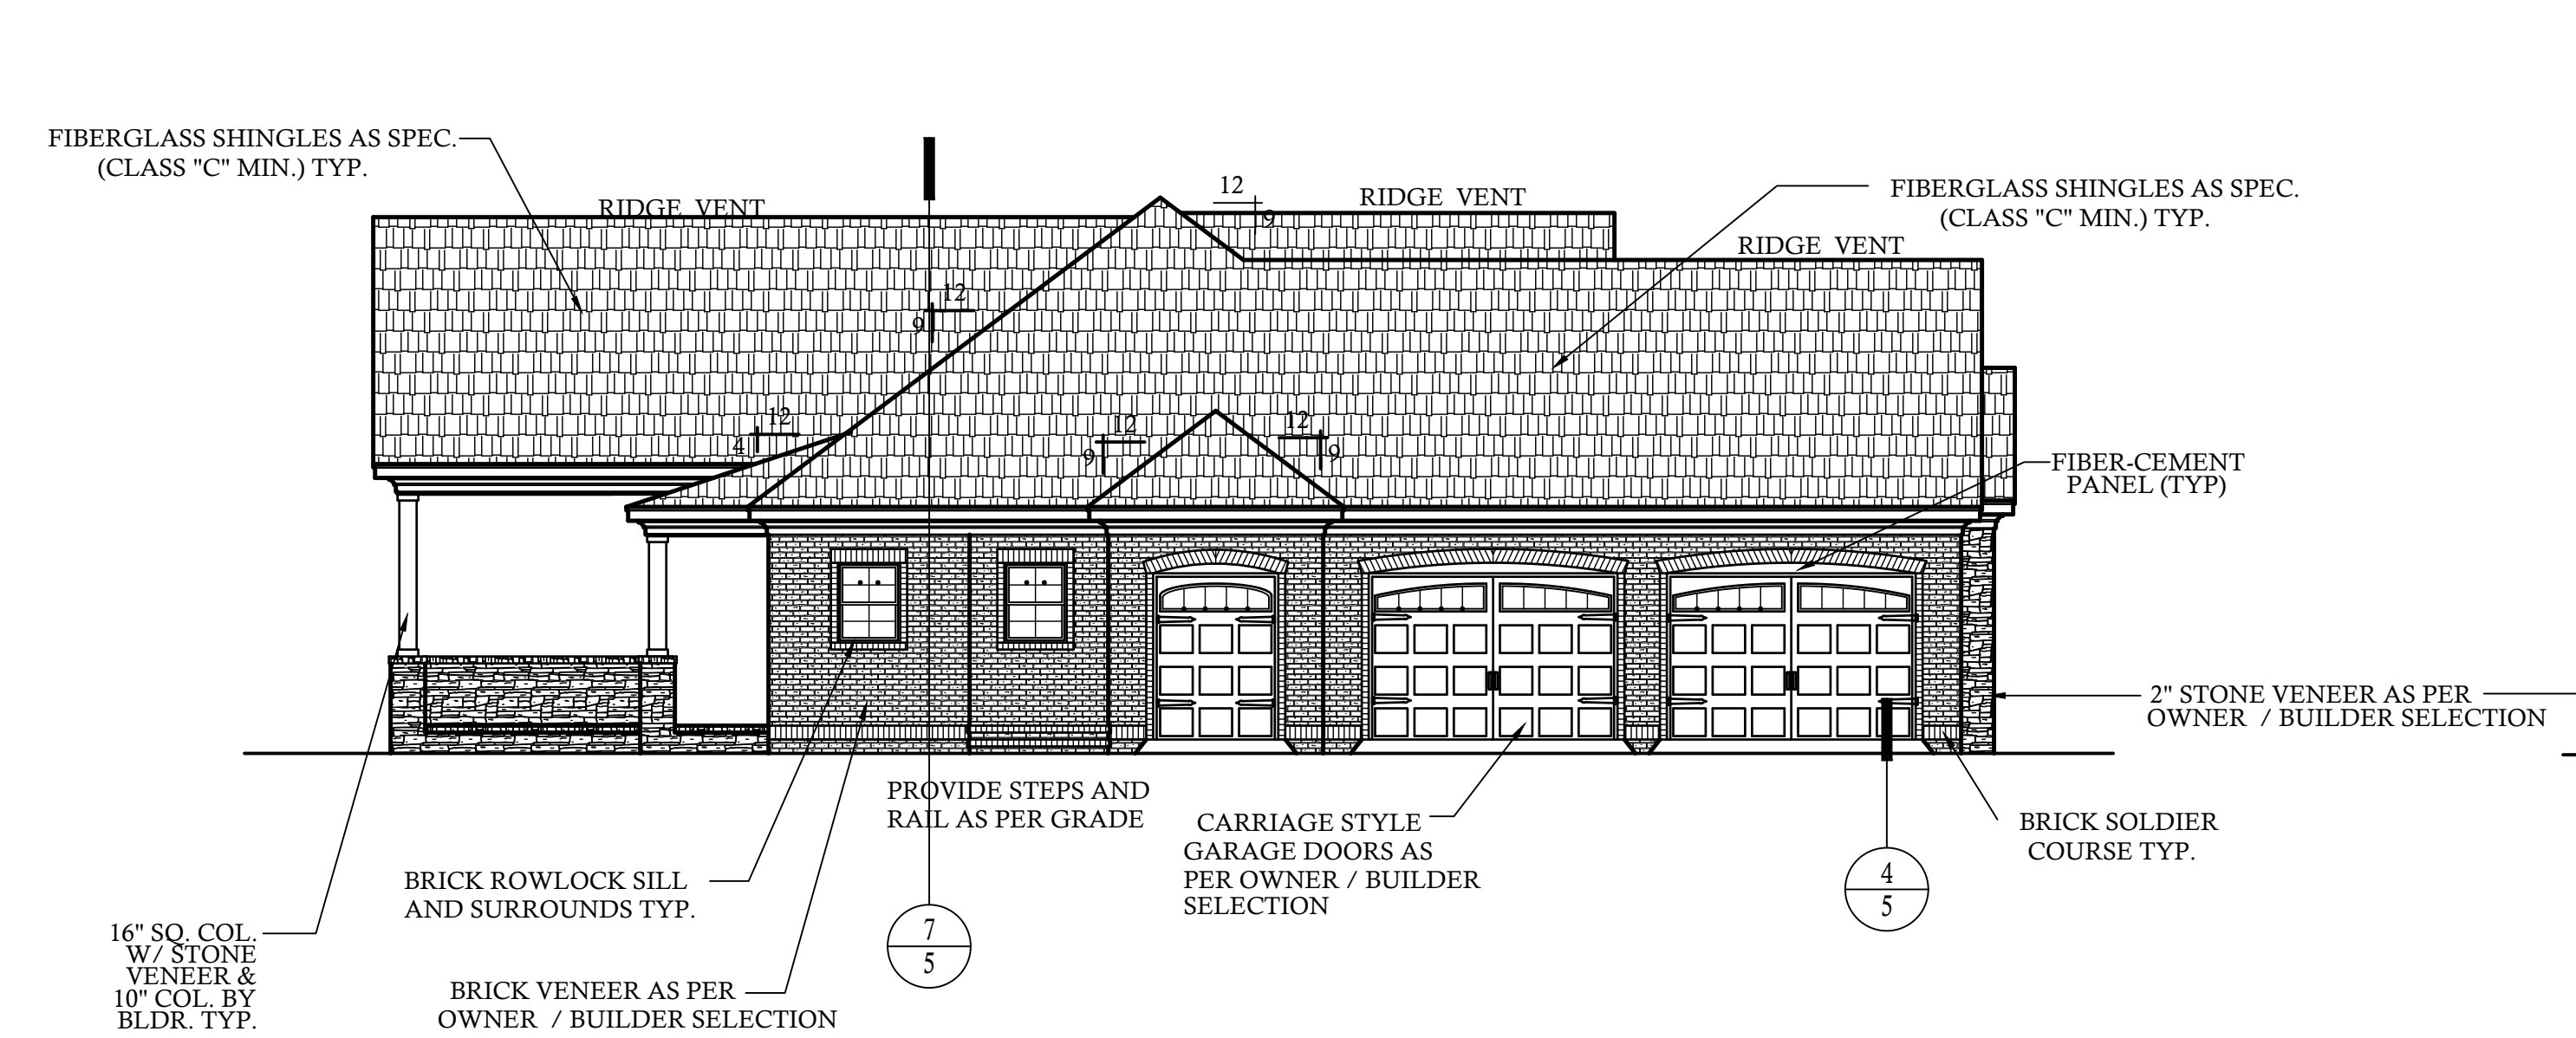 FIBERGLASS SHINGLES AS SPEC.
(CLASS "C" MIN.) TYP.
RIDGE VENT
12
9
RIDGE VENT
FIBERGLASS SHINGLES AS SPEC.
(CLASS "C" MIN.) TYP.
RIDGE VENT
12
9
12
4
12
9
12
9
FIBER-CEMENT
PANEL (TYP)
2" STONE VENEER AS PER
OWNER / BUILDER SELECTION
PROVIDE STEPS AND
RAIL AS PER GRADE
CARRIAGE STYLE
GARAGE DOORS AS
PER OWNER / BUILDER
SELECTION
BRICK SOLDIER
COURSE TYP.
4
5
BRICK ROWLOCK SILL
AND SURROUNDS TYP.
7
5
16" SQ. COL.
W/ STONE
VENEER &
10" COL. BY
BLDR. TYP.
BRICK VENEER AS PER
OWNER / BUILDER SELECTION